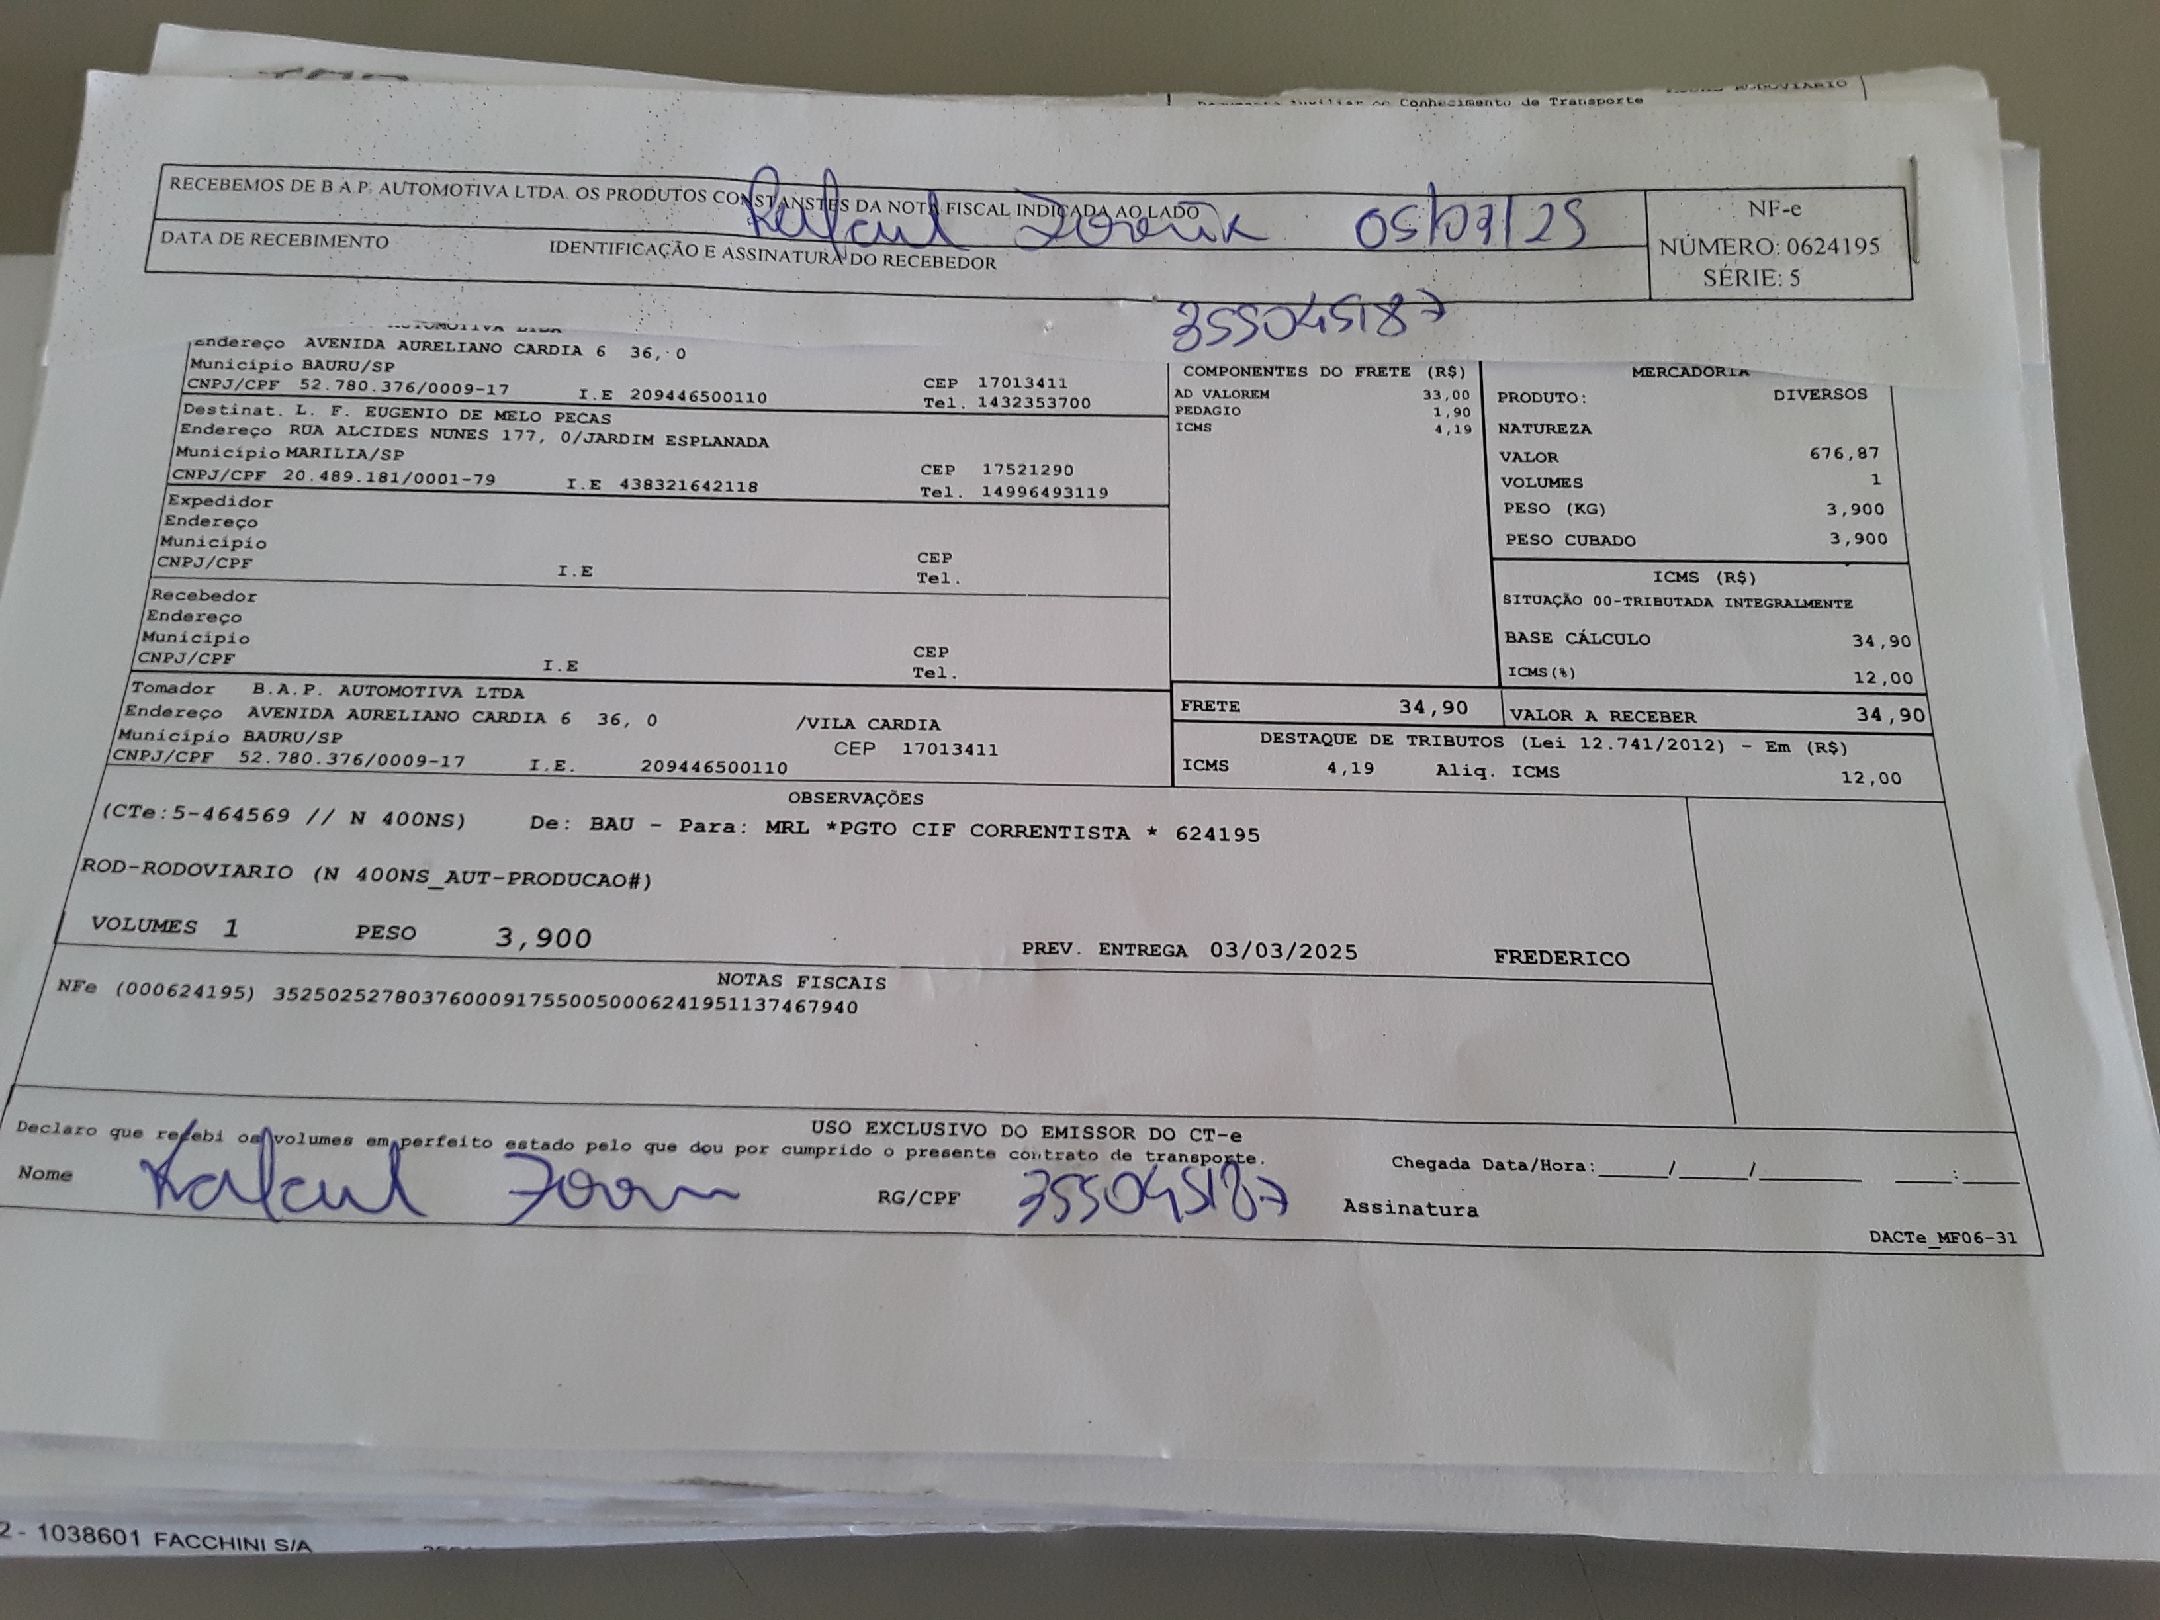 Documento Auxiliar do Conhecimento de Transporte
RECEBEMOS DE B A P. AUTOMOTIVA LTDA. OS PRODUTOS CONSTANSTES DA NOTA FISCAL INDICADA AO LADO
NF-e
NÚMERO: 0624195
SÉRIE: 5
DATA DE RECEBIMENTO
IDENTIFICAÇÃO E ASSINATURA DO RECEBEDOR
355045187
AUTOMOTIVA LTDA
Endereço AVENIDA AURELIANO CARDIA 6 36, 0
Município BAURU/SP
CEP 17013411
CNPJ/CPF 52.780.376/0009-17 I.E 209446500110 Tel. 1432353700
Destinat. L. F. EUGENIO DE MELO PECAS
Endereço RUA ALCIDES NUNES 177, 0/JARDIM ESPLANADA
Município MARILIA/SP CEP 17521290
CNPJ/CPF 20.489.181/0001-79 I.E 438321642118 Tel. 14996493119
Expedidor
Endereço
Município CEP
CNPJ/CPF I.E Tel.
Recebedor
Endereço
Município CEP
CNPJ/CPF I.E Tel.
Tomador B.A.P. AUTOMOTIVA LTDA
Endereço AVENIDA AURELIANO CARDIA 6 36, 0 /VILA CARDIA
Município BAURU/SP CEP 17013411
CNPJ/CPF 52.780.376/0009-17 I.E. 209446500110
COMPONENTES DO FRETE (R$)
AD VALOREM 33,00
PEDAGIO 1,90
ICMS 4,19
MERCADORIA
PRODUTO: DIVERSOS
NATUREZA
VALOR 676,87
VOLUMES 1
PESO (KG) 3,900
PESO CUBADO 3,900
ICMS (R$)
SITUAÇÃO 00-TRIBUTADA INTEGRALMENTE
BASE CÁLCULO 34,90
ICMS(%) 12,00
FRETE 34,90 VALOR A RECEBER 34,90
DESTAQUE DE TRIBUTOS (Lei 12.741/2012) - Em (R$)
ICMS 4,19 Aliq. ICMS 12,00
OBSERVAÇÕES
(CTe:5-464569 // N 400NS) De: BAU - Para: MRL *PGTO CIF CORRENTISTA * 624195
ROD-RODOVIARIO (N 400NS_AUT-PRODUCAO#)
VOLUMES 1 PESO 3,900 PREV. ENTREGA 03/03/2025 FREDERICO
NOTAS FISCAIS
NFe (000624195) 35250252780376000917550050006241951137467940
USO EXCLUSIVO DO EMISSOR DO CT-e
Declaro que recebi os volumes em perfeito estado pelo que dou por cumprido o presente contrato de transporte.
Chegada Data/Hora:____/____/______ ___:____
Nome RG/CPF 355045187 Assinatura
DACTe_MF06-31
2 - 1038601 FACCHINI S/A